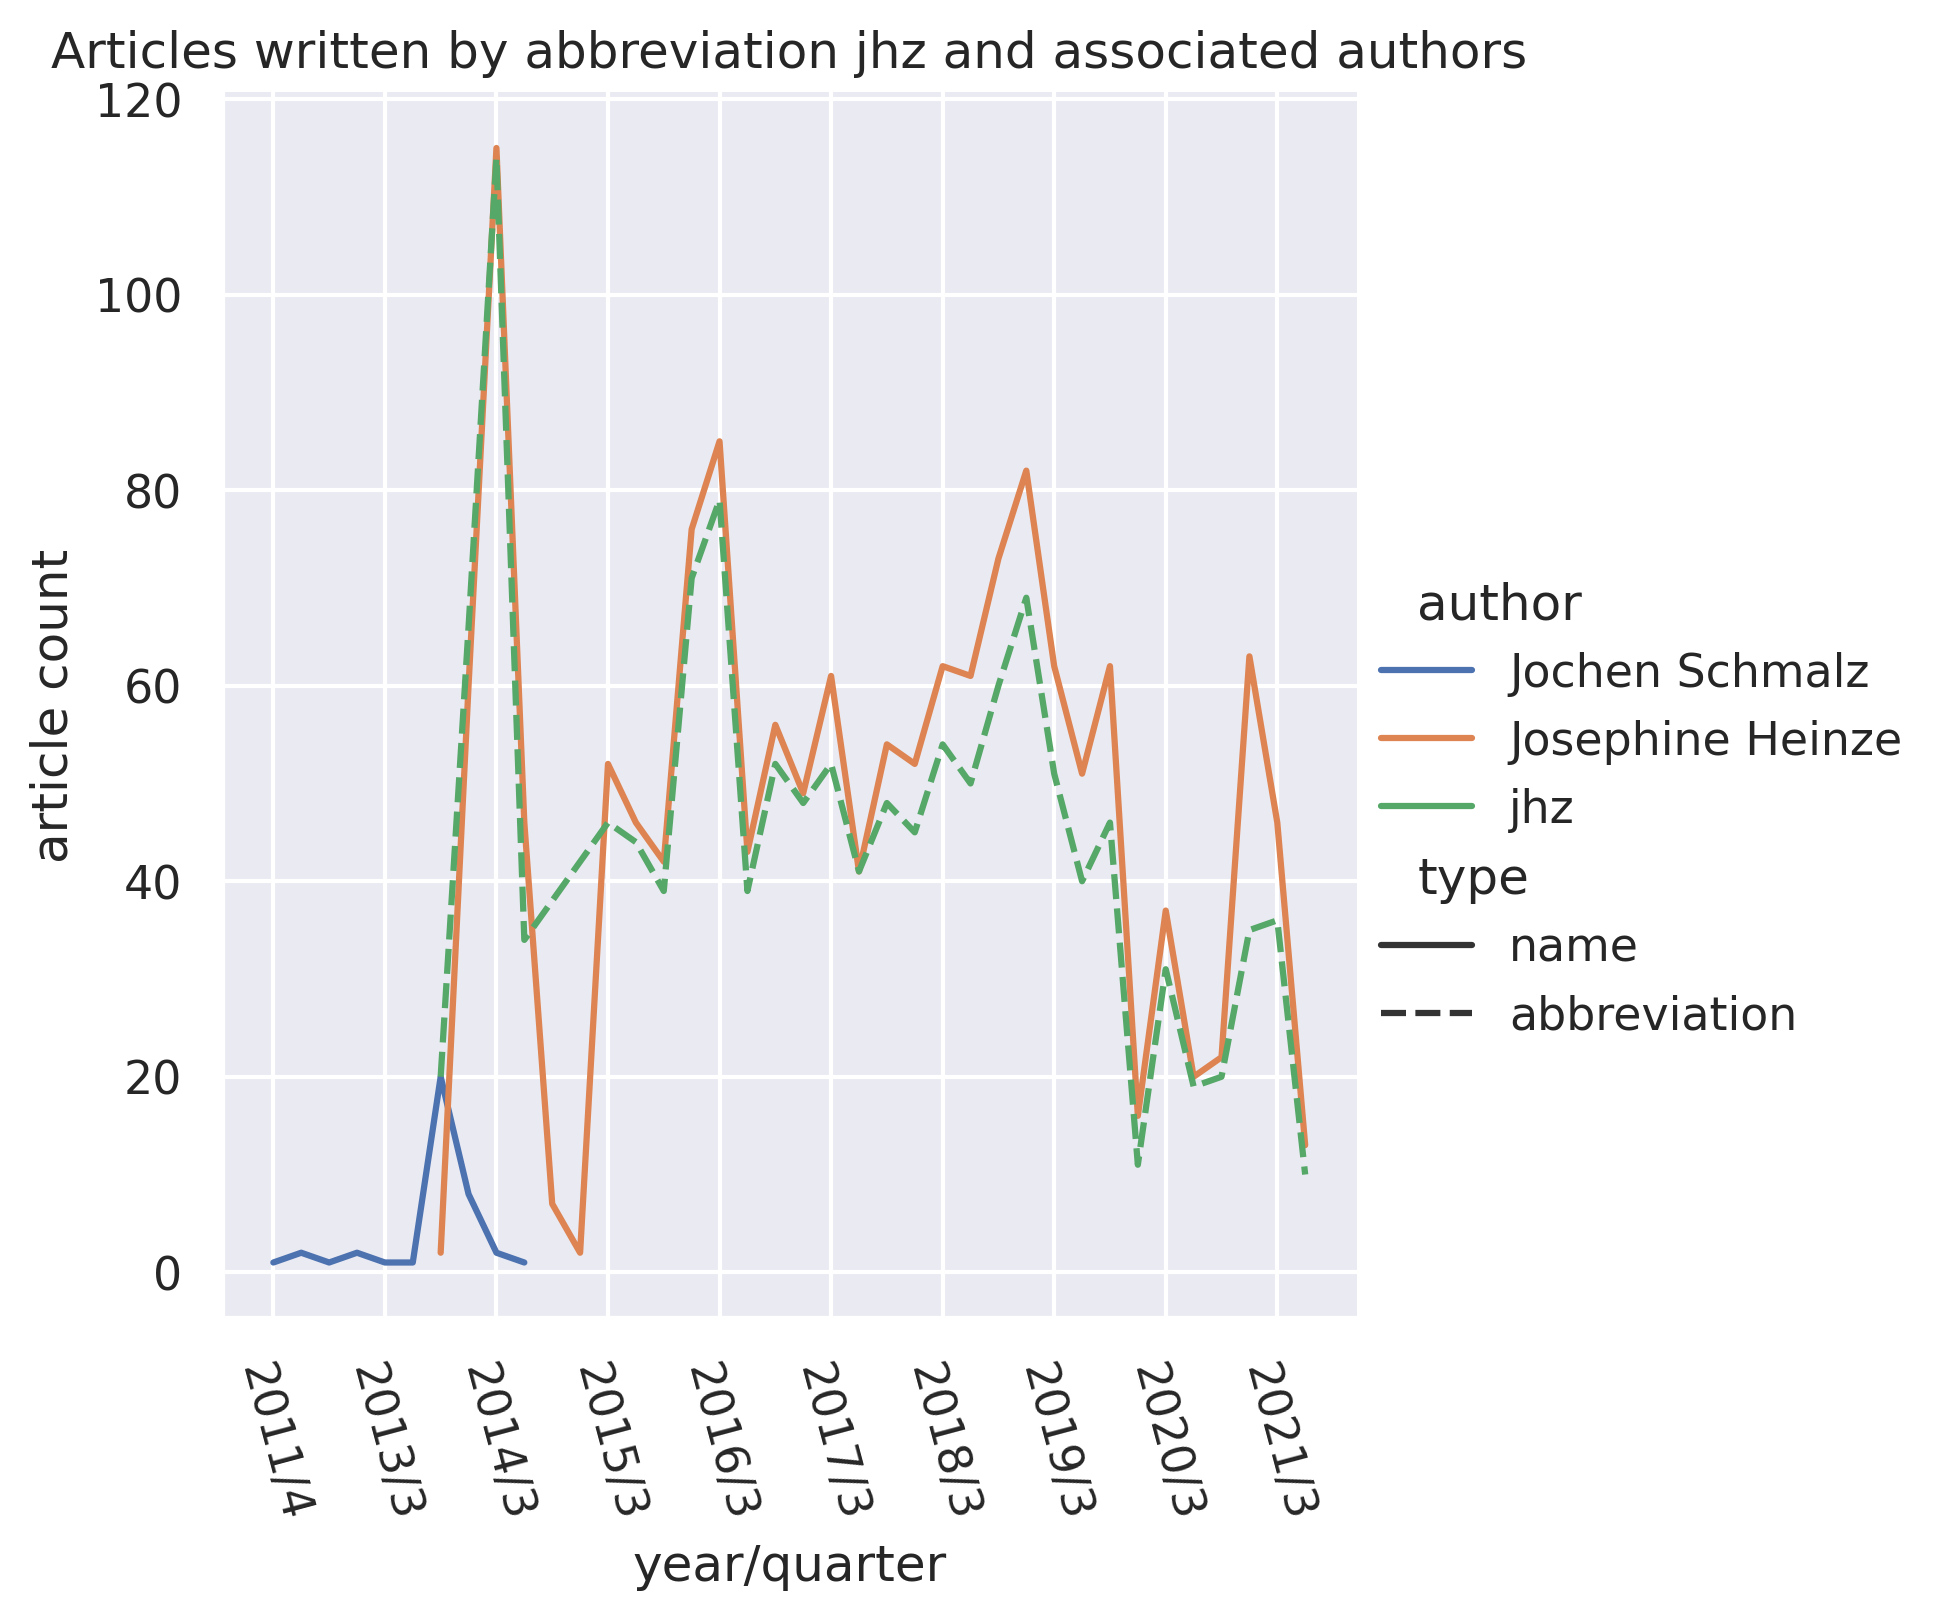 Articles written by abbreviation jhz and associated authors
120
100
80
60
40
20
0
article count
2011/4
2013/3
2014/3
2015/3
2016/3
2017/3
2018/3
2019/3
2020/3
2021/3
year/quarter
author
Jochen Schmalz
Josephine Heinze
jhz
type
name
abbreviation